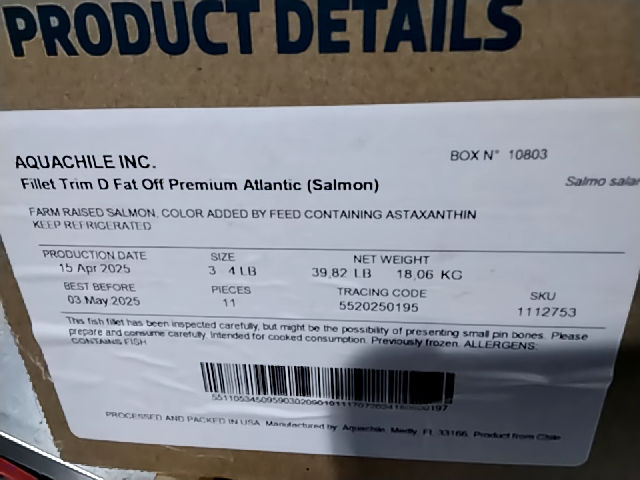 PRODUCT DETAILS
AQUACHILE INC.
BOX N° 10803
Fillet Trim D Fat Off Premium Atlantic (Salmon)
Salmo salar
FARM RAISED SALMON, COLOR ADDED BY FEED CONTAINING ASTAXANTHIN
KEEP REFRIGERATED
PRODUCTION DATE SIZE NET WEIGHT
15 Apr 2025 3 4 LB 39,82 LB 18,06 KG
BEST BEFORE PIECES TRACING CODE SKU
03 May 2025 11 5520250195 1112753
This fish fillet has been inspected carefully, but might be the possibility of presenting small pin bones. Please
prepare and consume carefully. Intended for cooked consumption. Previously frozen. ALLERGENS:
CONTAINS FISH
PROCESSED AND PACKED IN USA Manufactured by: Aquachile, Medly, FL 33166. Product from Chile